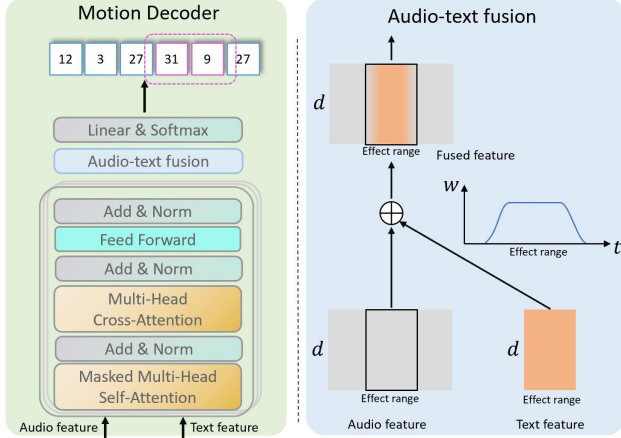 Motion Decoder
12 3 27 31 9 27
Linear & Softmax
Audio-text fusion
Add & Norm
Feed Forward
Add & Norm
Multi-Head
Cross-Attention
Add & Norm
Masked Multi-Head
Self-Attention
Audio feature
Text feature
Audio-text fusion
d
Effect range
Fused feature
w
Effect range
t
d
d
Effect range
Effect range
Audio feature
Text feature